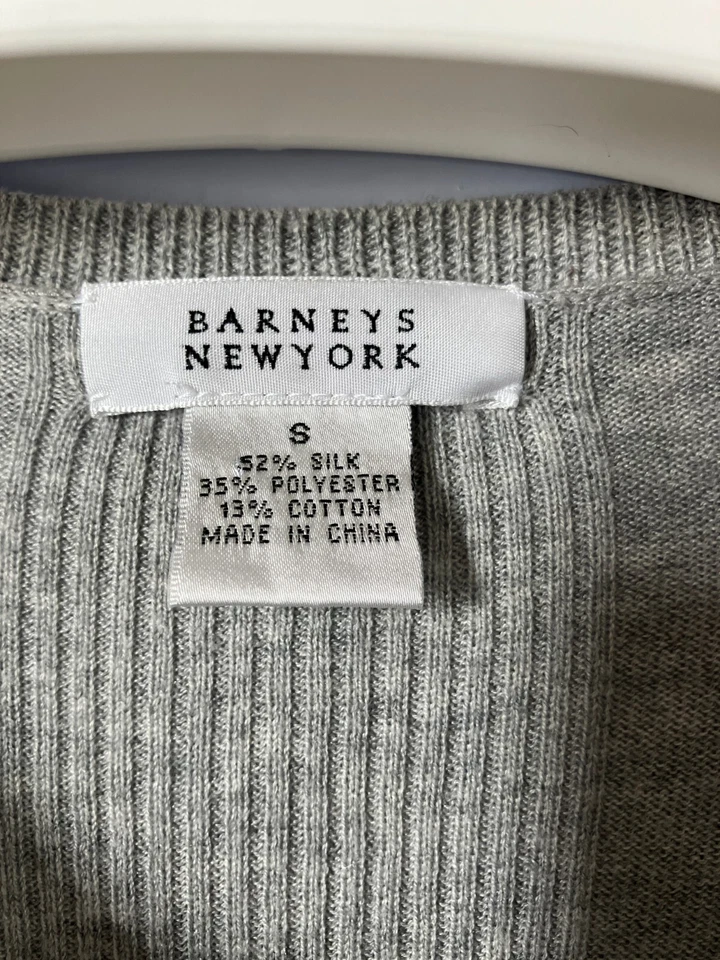 BARNEYS
NEWYORK
S
52% SILK
35% POLYESTER
13% COTTON
MADE IN CHINA